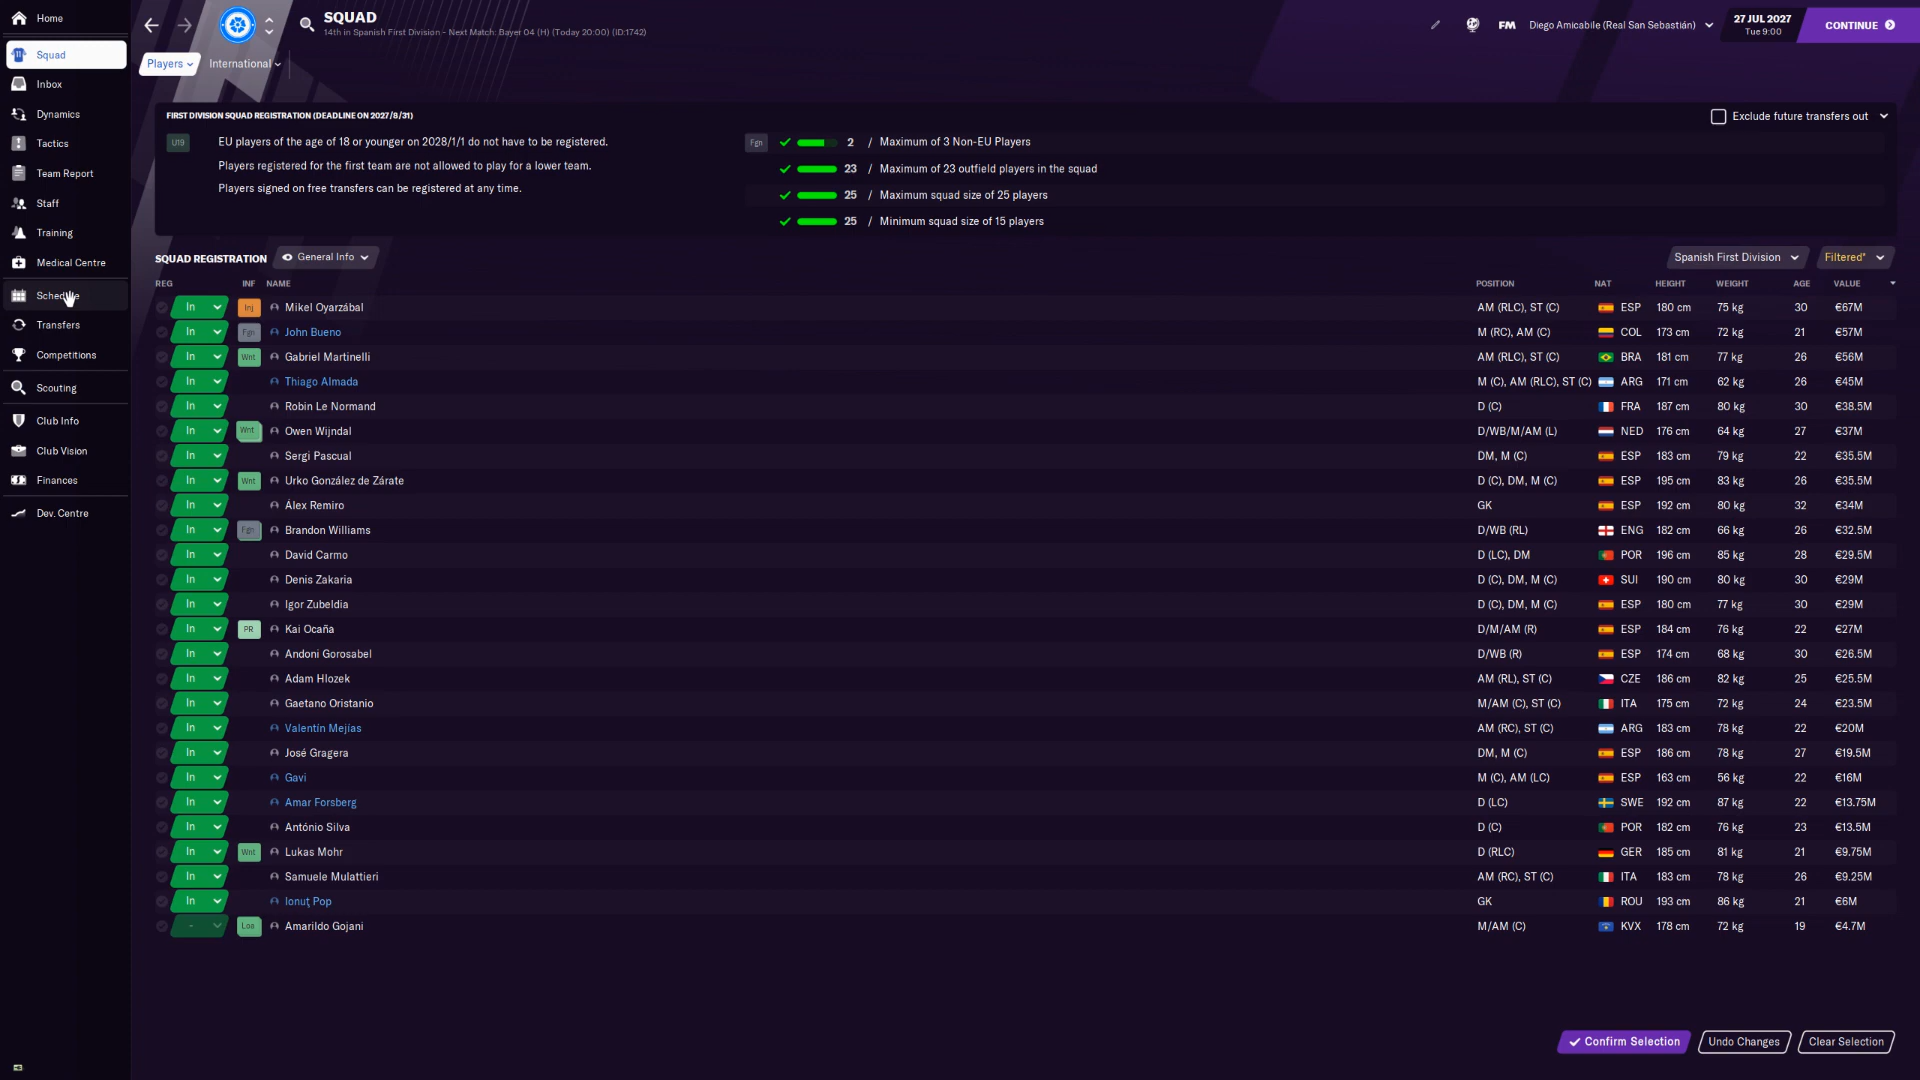 Home
Squad
Inbox
Dynamics
Tactics
Team Report
Staff
Training
Medical Centre
Schedule
Transfers
Competitions
Scouting
Club Info
Club Vision
Finances
Dev. Centre
SQUAD
14th in Spanish First Division - Next Match: Bayer 04 (H) (Today 20:00) (ID:1742)
FM Diego Amicabile (Real San Sebastián)
27 JUL 2027
Tue 9:00
CONTINUE
Players International
FIRST DIVISION SQUAD REGISTRATION (DEADLINE ON 2027/8/31)
Exclude future transfers out
U19 EU players of the age of 18 or younger on 2028/1/1 do not have to be registered.
Players registered for the first team are not allowed to play for a lower team.
Players signed on free transfers can be registered at any time.
Fgn 2 / Maximum of 3 Non-EU Players
23 / Maximum of 23 outfield players in the squad
25 / Maximum squad size of 25 players
25 / Minimum squad size of 15 players
SQUAD REGISTRATION General Info Spanish First Division Filtered*
REG INF NAME POSITION NAT HEIGHT WEIGHT AGE VALUE
In Inj Mikel Oyarzábal AM (RLC), ST (C) ESP 180 cm 75 kg 30 €67M
In Fgn John Bueno M (RC), AM (C) COL 173 cm 72 kg 21 €57M
In Wnt Gabriel Martinelli AM (RLC), ST (C) BRA 181 cm 77 kg 26 €56M
In Thiago Almada M (C), AM (RLC), ST (C) ARG 171 cm 62 kg 26 €45M
In Robin Le Normand D (C) FRA 187 cm 80 kg 30 €38.5M
In Wnt Owen Wijndal D/WB/M/AM (L) NED 176 cm 64 kg 27 €37M
In Sergi Pascual DM, M (C) ESP 183 cm 79 kg 22 €35.5M
In Wnt Urko González de Zárate D (C), DM, M (C) ESP 195 cm 83 kg 26 €35.5M
In Álex Remiro GK ESP 192 cm 80 kg 32 €34M
In Fgn Brandon Williams D/WB (RL) ENG 182 cm 66 kg 26 €32.5M
In David Carmo D (LC), DM POR 196 cm 85 kg 28 €29.5M
In Denis Zakaria D (C), DM, M (C) SUI 190 cm 80 kg 30 €29M
In Igor Zubeldia D (C), DM, M (C) ESP 180 cm 77 kg 30 €29M
In PR Kai Ocaña D/M/AM (R) ESP 184 cm 76 kg 22 €27M
In Andoni Gorosabel D/WB (R) ESP 174 cm 68 kg 30 €26.5M
In Adam Hlozek AM (RL), ST (C) CZE 186 cm 82 kg 25 €25.5M
In Gaetano Oristanio M/AM (C), ST (C) ITA 175 cm 72 kg 24 €23.5M
In Valentín Mejías AM (RC), ST (C) ARG 183 cm 78 kg 22 €20M
In José Gragera DM, M (C) ESP 186 cm 78 kg 27 €19.5M
In Gavi M (C), AM (LC) ESP 163 cm 56 kg 22 €16M
In Amar Forsberg D (LC) SWE 192 cm 87 kg 22 €13.75M
In António Silva D (C) POR 182 cm 76 kg 23 €13.5M
In Wnt Lukas Mohr D (RLC) GER 185 cm 81 kg 21 €9.75M
In Samuele Mulattieri AM (RC), ST (C) ITA 183 cm 78 kg 26 €9.25M
In Ionuţ Pop GK ROU 193 cm 86 kg 21 €6M
- Loa Amarildo Gojani M/AM (C) KVX 178 cm 72 kg 19 €4.7M
Confirm Selection Undo Changes Clear Selection